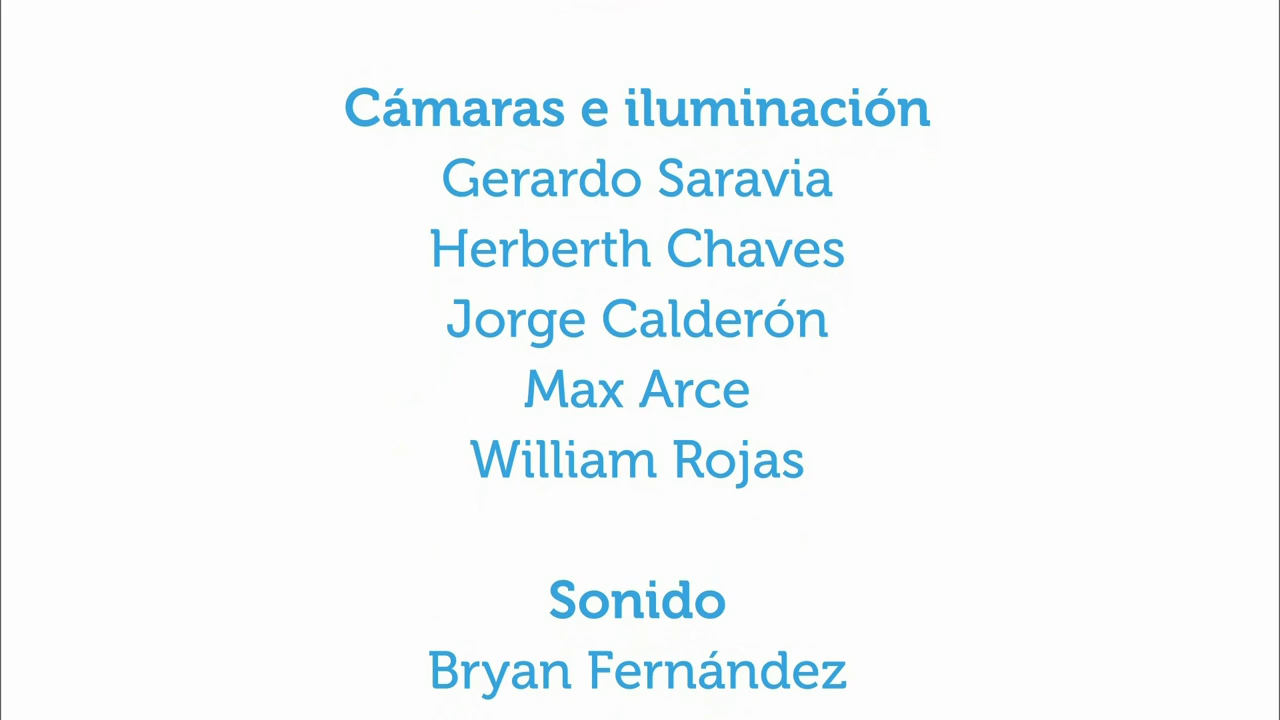 Cámaras e iluminación
Gerardo Saravia
Herberth Chaves
Jorge Calderón
Max Arce
William Rojas
Sonido
Bryan Fernández